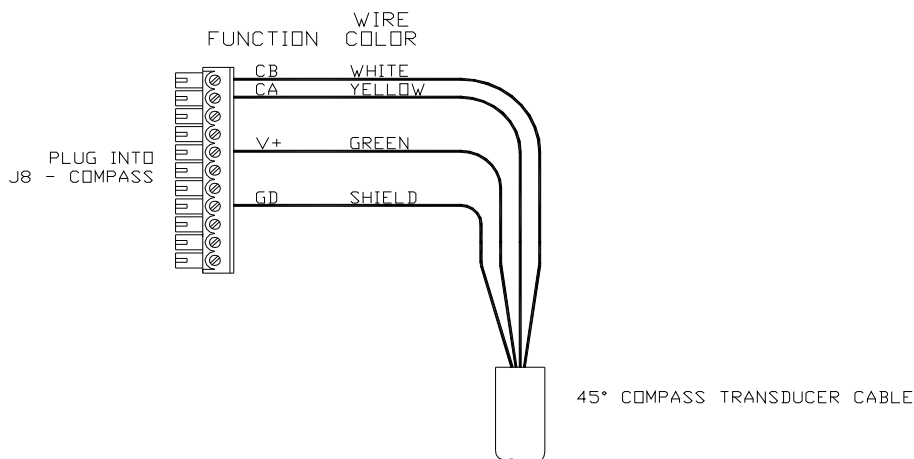 WIRE
FUNCTION COLOR
CB WHITE
CA YELLOW
V+ GREEN
PLUG INTO
J8 - COMPASS
GD SHIELD
45° COMPASS TRANSDUCER CABLE